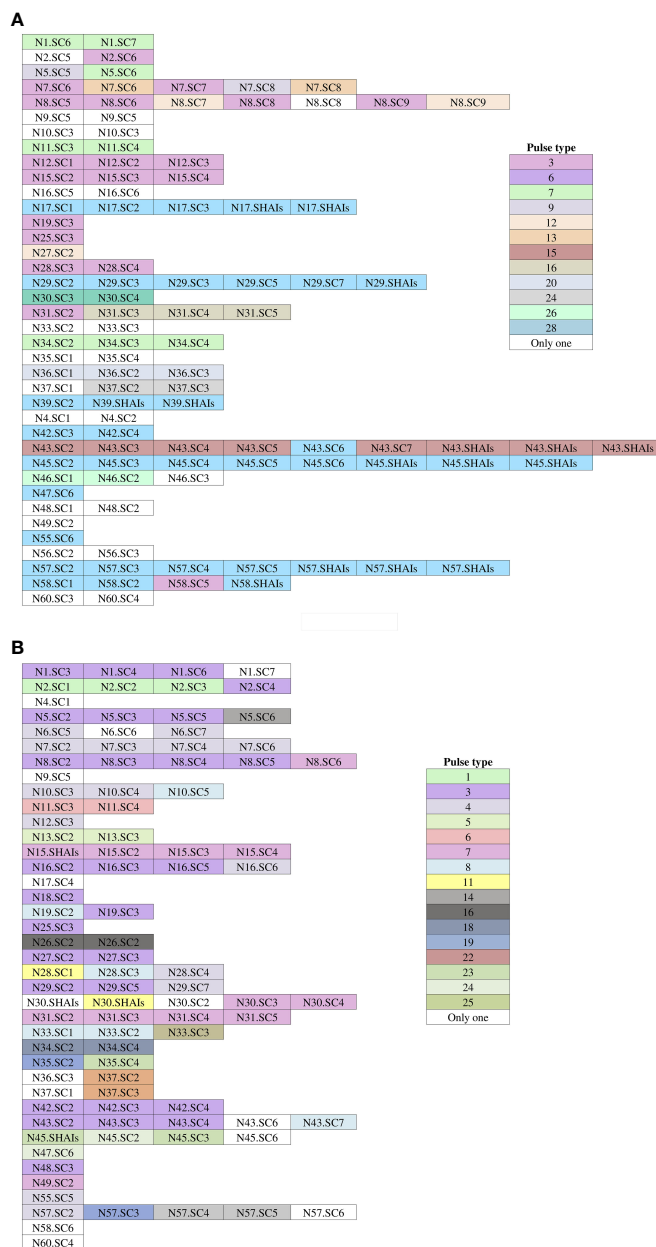 A
N1.SC6 N1.SC7
N2.SC5 N2.SC6
N5.SC5 N5.SC6
N7.SC6 N7.SC6 N7.SC7 N7.SC8 N7.SC8
N8.SC5 N8.SC6 N8.SC7 N8.SC8 N8.SC8 N8.SC9 N8.SC9
N9.SC5 N9.SC5
N10.SC3 N10.SC3
N11.SC3 N11.SC4
N12.SC1 N12.SC2 N12.SC3
N15.SC2 N15.SC3 N15.SC4
N16.SC5 N16.SC6
N17.SC1 N17.SC2 N17.SC3 N17.SHAIs N17.SHAIs
N19.SC3
N25.SC3
N27.SC2
N28.SC3 N28.SC4
N29.SC2 N29.SC3 N29.SC3 N29.SC5 N29.SC7 N29.SHAIs
N30.SC3 N30.SC4
N31.SC2 N31.SC3 N31.SC4 N31.SC5
N33.SC2 N33.SC3
N34.SC2 N34.SC3 N34.SC4
N35.SC1 N35.SC4
N36.SC1 N36.SC2 N36.SC3
N37.SC1 N37.SC2 N37.SC3
N39.SC2 N39.SHAIs N39.SHAIs
N4.SC1 N4.SC2
N42.SC3 N42.SC4
N43.SC2 N43.SC3 N43.SC4 N43.SC5 N43.SC6 N43.SC7 N43.SHAIs N43.SHAIs N43.SHAIs
N45.SC2 N45.SC3 N45.SC4 N45.SC5 N45.SC6 N45.SHAIs N45.SHAIs N45.SHAIs
N46.SC1 N46.SC2 N46.SC3
N47.SC6
N48.SC1 N48.SC2
N49.SC2
N55.SC6
N56.SC2 N56.SC3
N57.SC2 N57.SC3 N57.SC4 N57.SC5 N57.SHAIs N57.SHAIs N57.SHAIs
N58.SC1 N58.SC2 N58.SC5 N58.SHAIs
N60.SC3 N60.SC4
Pulse type
3
6
7
9
12
13
15
16
20
24
26
28
Only one
B
N1.SC3 N1.SC4 N1.SC6 N1.SC7
N2.SC1 N2.SC2 N2.SC3 N2.SC4
N4.SC1
N5.SC2 N5.SC3 N5.SC5 N5.SC6
N6.SC5 N6.SC6 N6.SC7
N7.SC2 N7.SC3 N7.SC4 N7.SC6
N8.SC2 N8.SC3 N8.SC4 N8.SC5 N8.SC6
N9.SC5
N10.SC3 N10.SC4 N10.SC5
N11.SC3 N11.SC4
N12.SC3
N13.SC2 N13.SC3
N15.SHAIs N15.SC2 N15.SC3 N15.SC4
N16.SC2 N16.SC3 N16.SC5 N16.SC6
N17.SC4
N18.SC2
N19.SC2 N19.SC3
N25.SC3
N26.SC2 N26.SC2
N27.SC2 N27.SC3
N28.SC1 N28.SC3 N28.SC4
N29.SC2 N29.SC5 N29.SC7
N30.SHAIs N30.SHAIs N30.SC2 N30.SC3 N30.SC4
N31.SC2 N31.SC3 N31.SC4 N31.SC5
N33.SC1 N33.SC2 N33.SC3
N34.SC2 N34.SC4
N35.SC2 N35.SC4
N36.SC3 N37.SC2
N37.SC1 N37.SC3
N42.SC2 N42.SC3 N42.SC4
N43.SC2 N43.SC3 N43.SC4 N43.SC6 N43.SC7
N45.SHAIs N45.SC2 N45.SC3 N45.SC6
N47.SC6
N48.SC3
N49.SC2
N55.SC5
N57.SC2 N57.SC3 N57.SC4 N57.SC5 N57.SC6
N58.SC6
N60.SC4
Pulse type
1
3
4
5
6
7
8
11
14
16
18
19
22
23
24
25
Only one